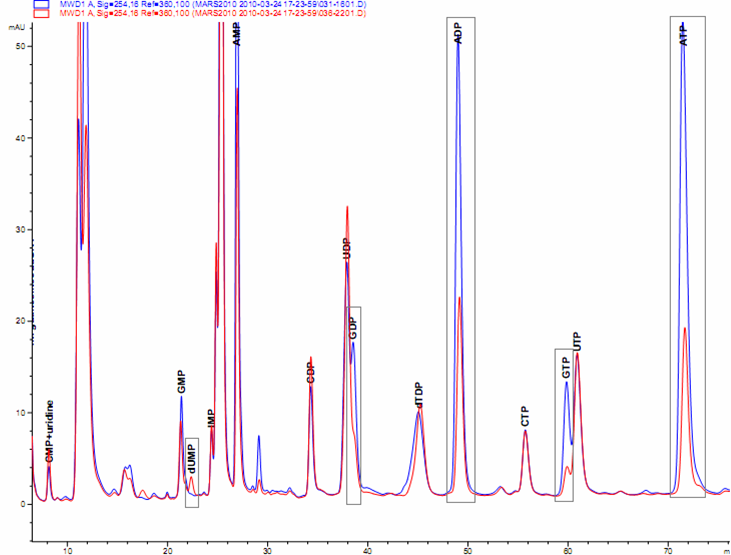 MWD1 A, Sig=254,16 Ref=360,100 (MARS2010 2010-03-24 17-23-59\031-1601.D)
MWD1 A, Sig=254,16 Ref=360,100 (MARS2010 2010-03-24 17-23-59\036-2201.D)
mAU
50
40
30
20
10
0
CMP+uridine
GMP
dUMP
IMP
AMP
CDP
UDP
GDP
dTDP
ADP
CTP
GTP
UTP
ATP
10
20
30
40
50
60
70
m